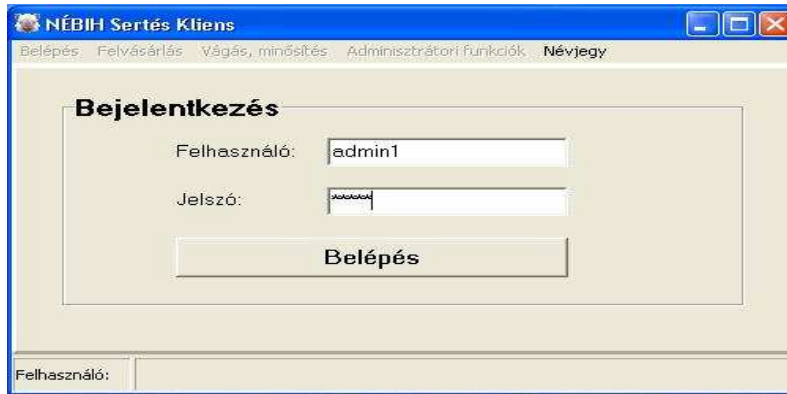 NÉBIH Sertés Kliens
Belépés Felvásárlás Vágás, minősítés Adminisztrátori funkciók Névjegy
Bejelentkezés
Felhasználó: admin1
Jelszó: *****
Belépés
Felhasználó: